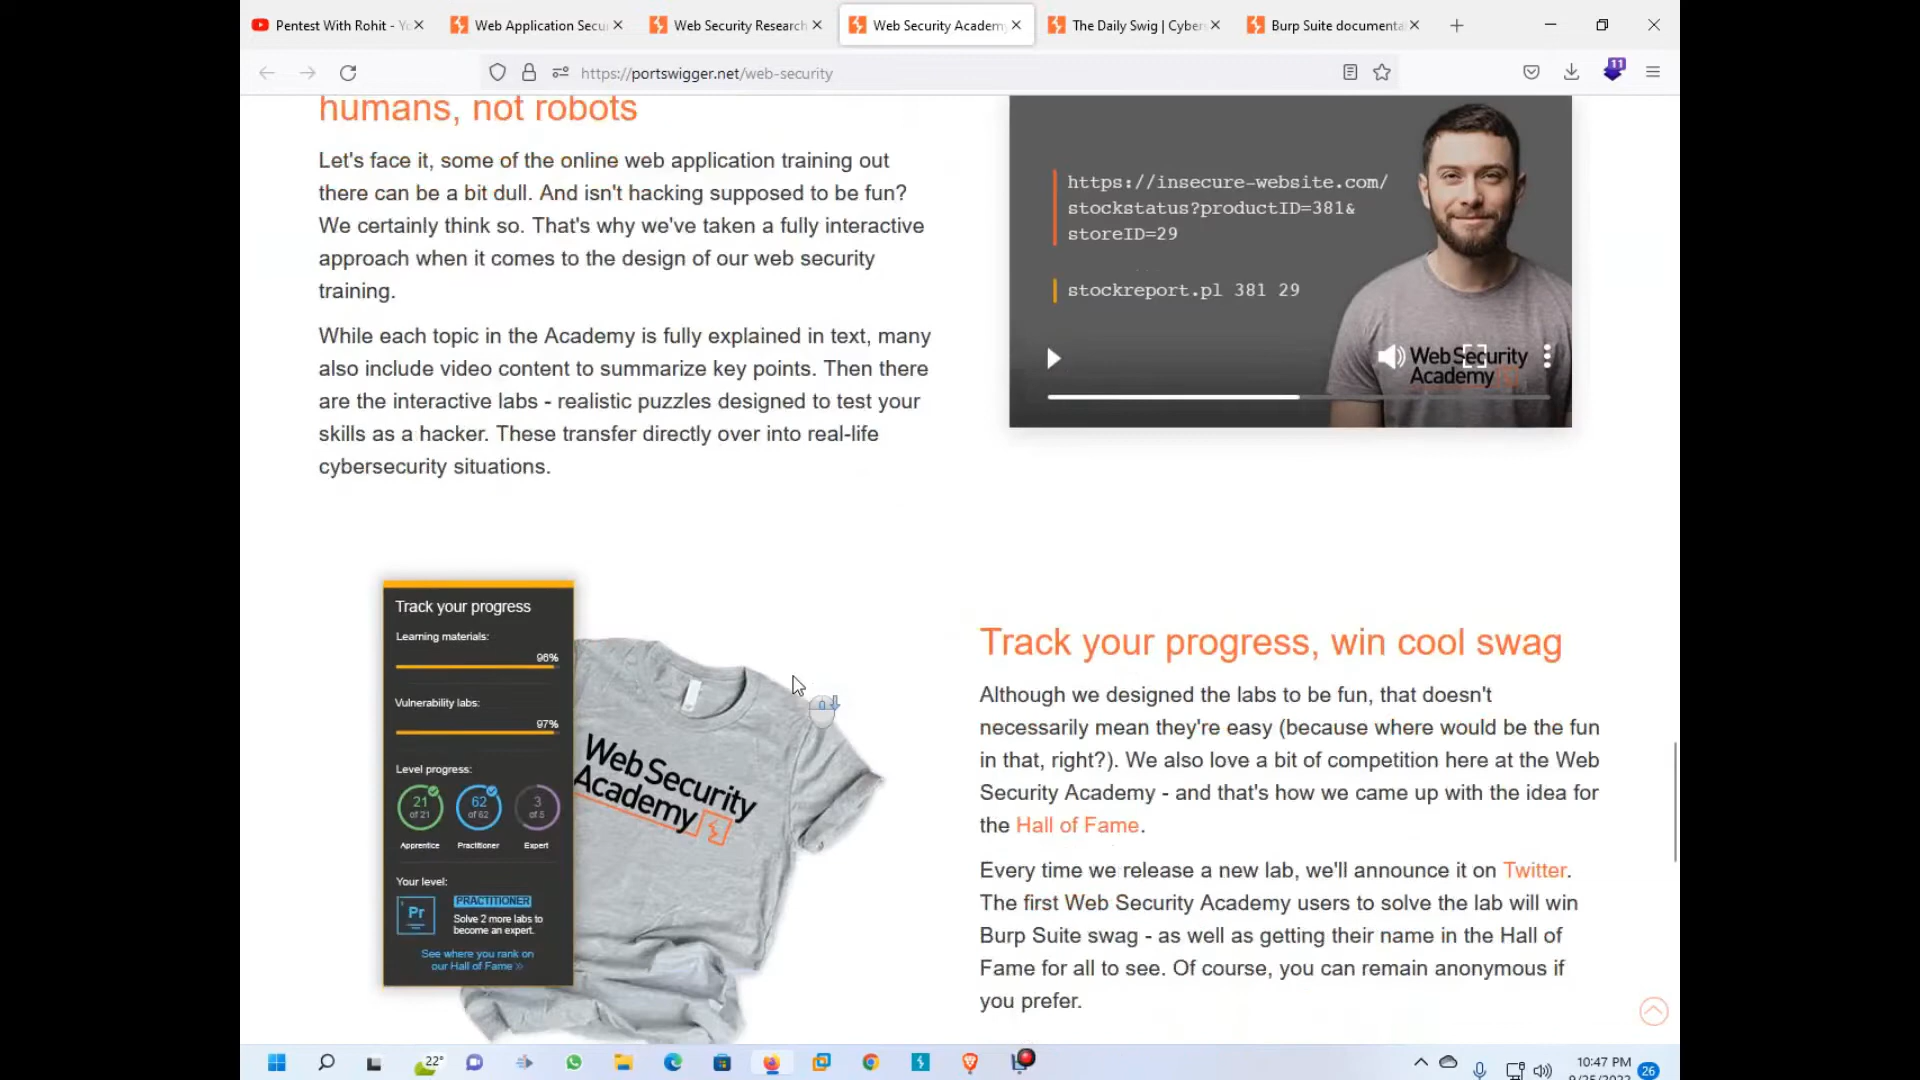 Pentest With Rohit - Yo
Web Application Secu
Web Security Research
Web Security Academy
The Daily Swig | Cyber
Burp Suite documenta
https://portswigger.net/web-security
11
humans, not robots
Let's face it, some of the online web application training out
there can be a bit dull. And isn't hacking supposed to be fun?
We certainly think so. That's why we've taken a fully interactive
approach when it comes to the design of our web security
training.
While each topic in the Academy is fully explained in text, many
also include video content to summarize key points. Then there
are the interactive labs - realistic puzzles designed to test your
skills as a hacker. These transfer directly over into real-life
cybersecurity situations.
https://insecure-website.com/
stockstatus?productID=381&
storeID=29
stockreport.pl 381 29
Web Security
Academy
Track your progress
Learning materials:
96%
Vulnerability labs:
97%
Level progress:
21 of 21
62 of 62
3 of 5
Apprentice
Practitioner
Expert
Your level:
Pr
PRACTITIONER
Solve 2 more labs to
become an expert.
See where you rank on
our Hall of Fame »
Web Security
Academy
Track your progress, win cool swag
Although we designed the labs to be fun, that doesn't
necessarily mean they're easy (because where would be the fun
in that, right?). We also love a bit of competition here at the Web
Security Academy - and that's how we came up with the idea for
the Hall of Fame.
Every time we release a new lab, we'll announce it on Twitter.
The first Web Security Academy users to solve the lab will win
Burp Suite swag - as well as getting their name in the Hall of
Fame for all to see. Of course, you can remain anonymous if
you prefer.
22°
10:47 PM
26